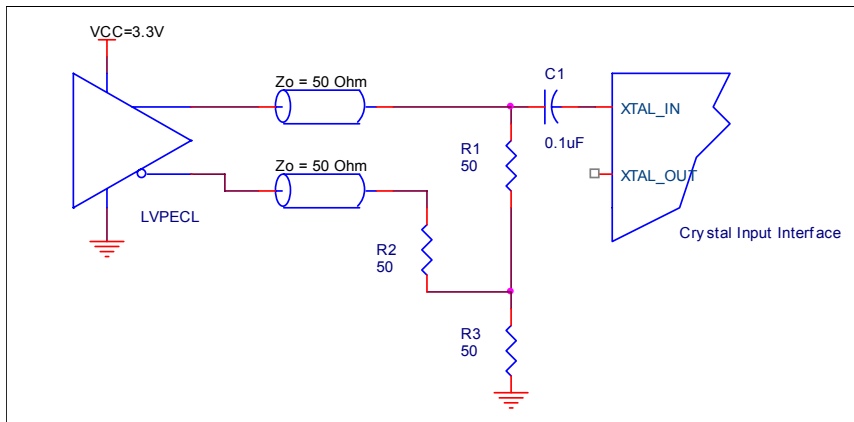 VCC=3.3V
Zo = 50 Ohm
C1
XTAL_IN
0.1uF
R1
50
Zo = 50 Ohm
XTAL_OUT
LVPECL
Crystal Input Interface
R2
50
R3
50